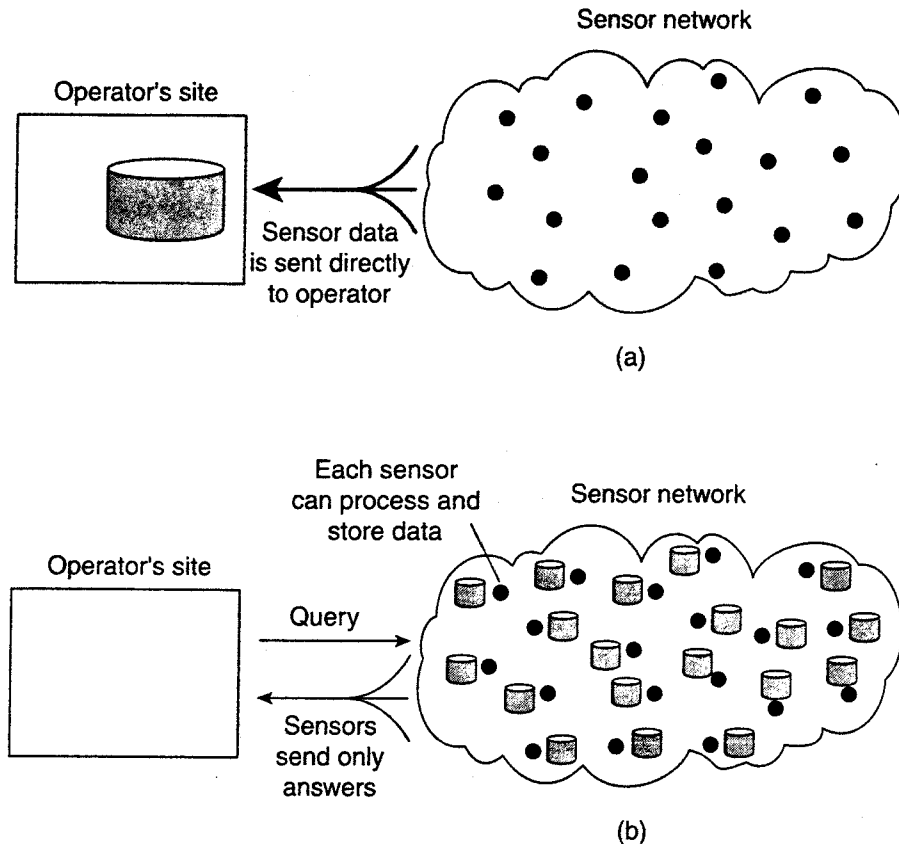 Sensor network
Operator's site
Sensor data
is sent directly
to operator
(a)
Each sensor
can process and
store data
Sensor network
Operator's site
Query
Sensors
send only
answers
(b)